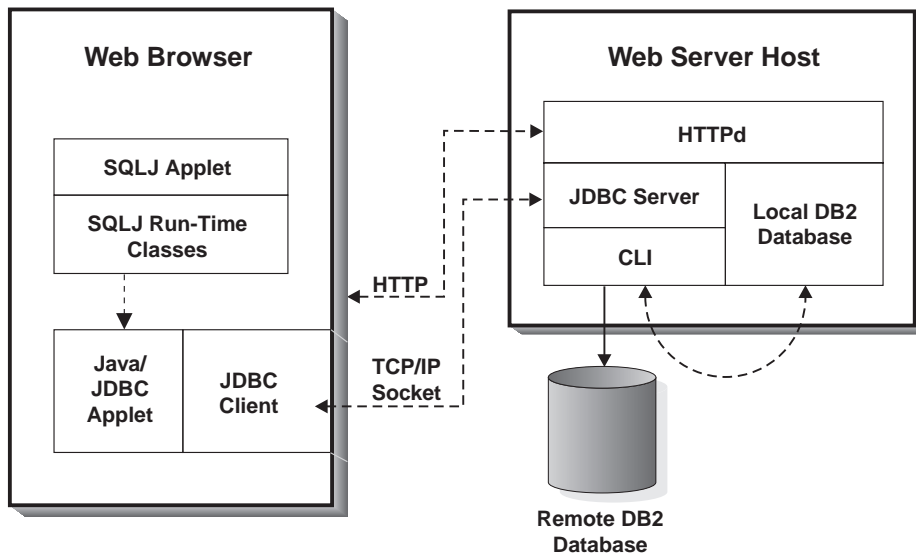 Web Browser
SQLJ Applet
SQLJ Run-Time
Classes
Java/
JDBC
Applet
JDBC
Client
HTTP
TCP/IP
Socket
Web Server Host
HTTPd
JDBC Server
CLI
Local DB2
Database
Remote DB2
Database